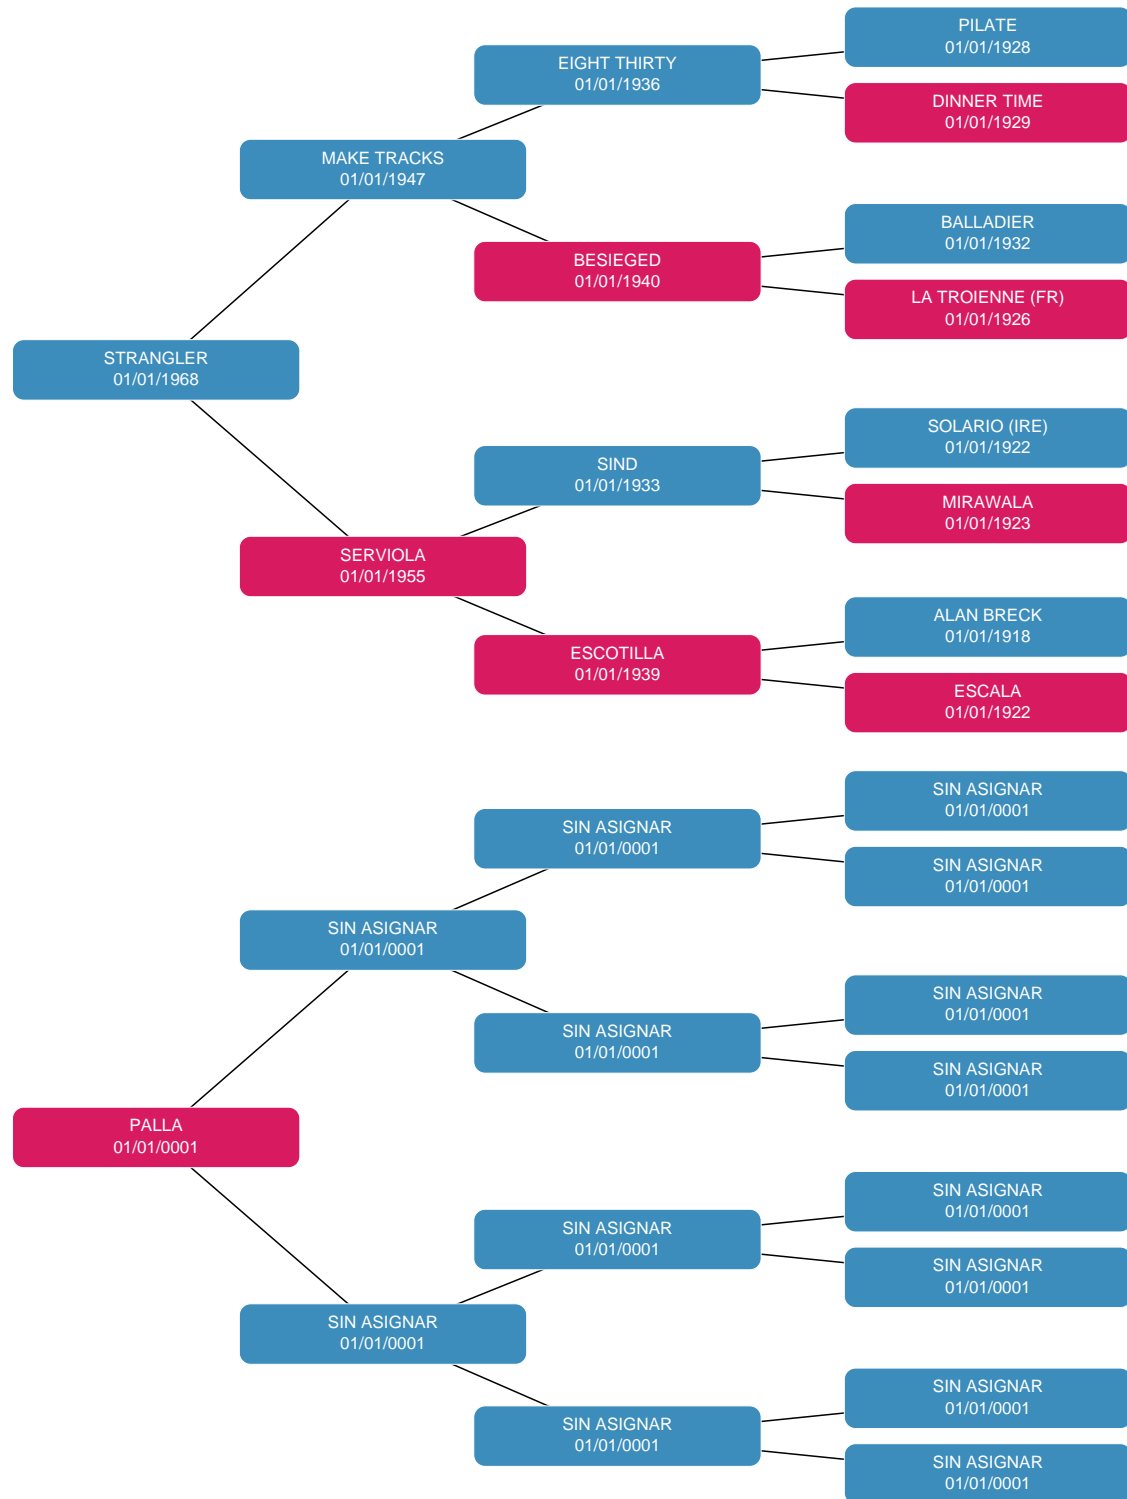 PILATE
01/01/1928
EIGHT THIRTY
01/01/1936
DINNER TIME
01/01/1929
MAKE TRACKS
01/01/1947
BALLADIER
01/01/1932
BESIEGED
01/01/1940
LA TROIENNE (FR)
01/01/1926
STRANGLER
01/01/1968
SOLARIO (IRE)
01/01/1922
SIND
01/01/1933
MIRAWALA
01/01/1923
SERVIOLA
01/01/1955
ALAN BRECK
01/01/1918
ESCOTILLA
01/01/1939
ESCALA
01/01/1922
SIN ASIGNAR
01/01/0001
SIN ASIGNAR
01/01/0001
SIN ASIGNAR
01/01/0001
SIN ASIGNAR
01/01/0001
SIN ASIGNAR
01/01/0001
SIN ASIGNAR
01/01/0001
SIN ASIGNAR
01/01/0001
PALLA
01/01/0001
SIN ASIGNAR
01/01/0001
SIN ASIGNAR
01/01/0001
SIN ASIGNAR
01/01/0001
SIN ASIGNAR
01/01/0001
SIN ASIGNAR
01/01/0001
SIN ASIGNAR
01/01/0001
SIN ASIGNAR
01/01/0001